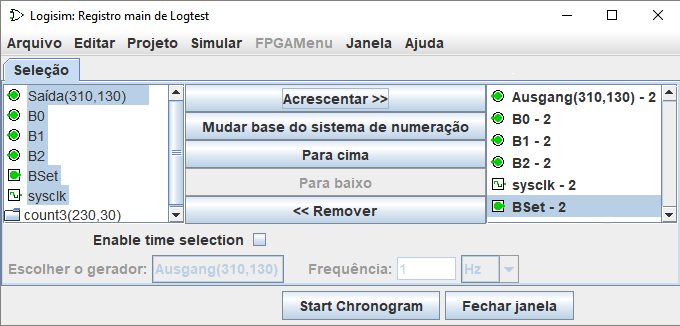 Logisim: Registro main de Logtest
Arquivo Editar Projeto Simular FPGAMenu Janela Ajuda
Seleção
Saída(310,130)
B0
B1
B2
BSet
sysclk
count3(230,30)
Acrescentar >>
Mudar base do sistema de numeração
Para cima
Para baixo
<< Remover
Ausgang(310,130) - 2
B0 - 2
B1 - 2
B2 - 2
sysclk - 2
BSet - 2
Enable time selection
Escolher o gerador: Ausgang(310,130) Frequência: 1 Hz
Start Chronogram Fechar janela